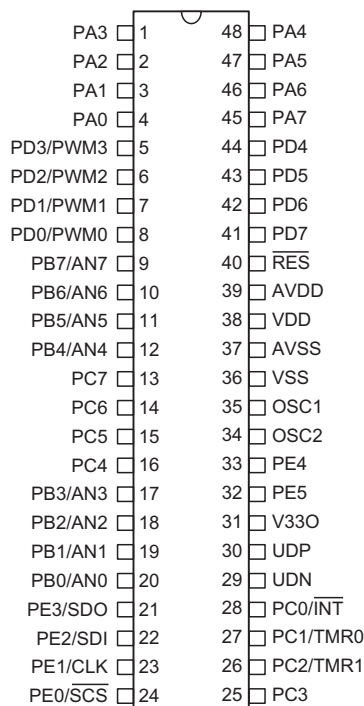 PA3 1 48 PA4
PA2 2 47 PA5
PA1 3 46 PA6
PA0 4 45 PA7
PD3/PWM3 5 44 PD4
PD2/PWM2 6 43 PD5
PD1/PWM1 7 42 PD6
PD0/PWM0 8 41 PD7
PB7/AN7 9 40 R̅E̅S̅
PB6/AN6 10 39 AVDD
PB5/AN5 11 38 VDD
PB4/AN4 12 37 AVSS
PC7 13 36 VSS
PC6 14 35 OSC1
PC5 15 34 OSC2
PC4 16 33 PE4
PB3/AN3 17 32 PE5
PB2/AN2 18 31 V33O
PB1/AN1 19 30 UDP
PB0/AN0 20 29 UDN
PE3/SDO 21 28 PC0/I̅N̅T̅
PE2/SDI 22 27 PC1/TMR0
PE1/CLK 23 26 PC2/TMR1
PE0/S̅C̅S̅ 24 25 PC3